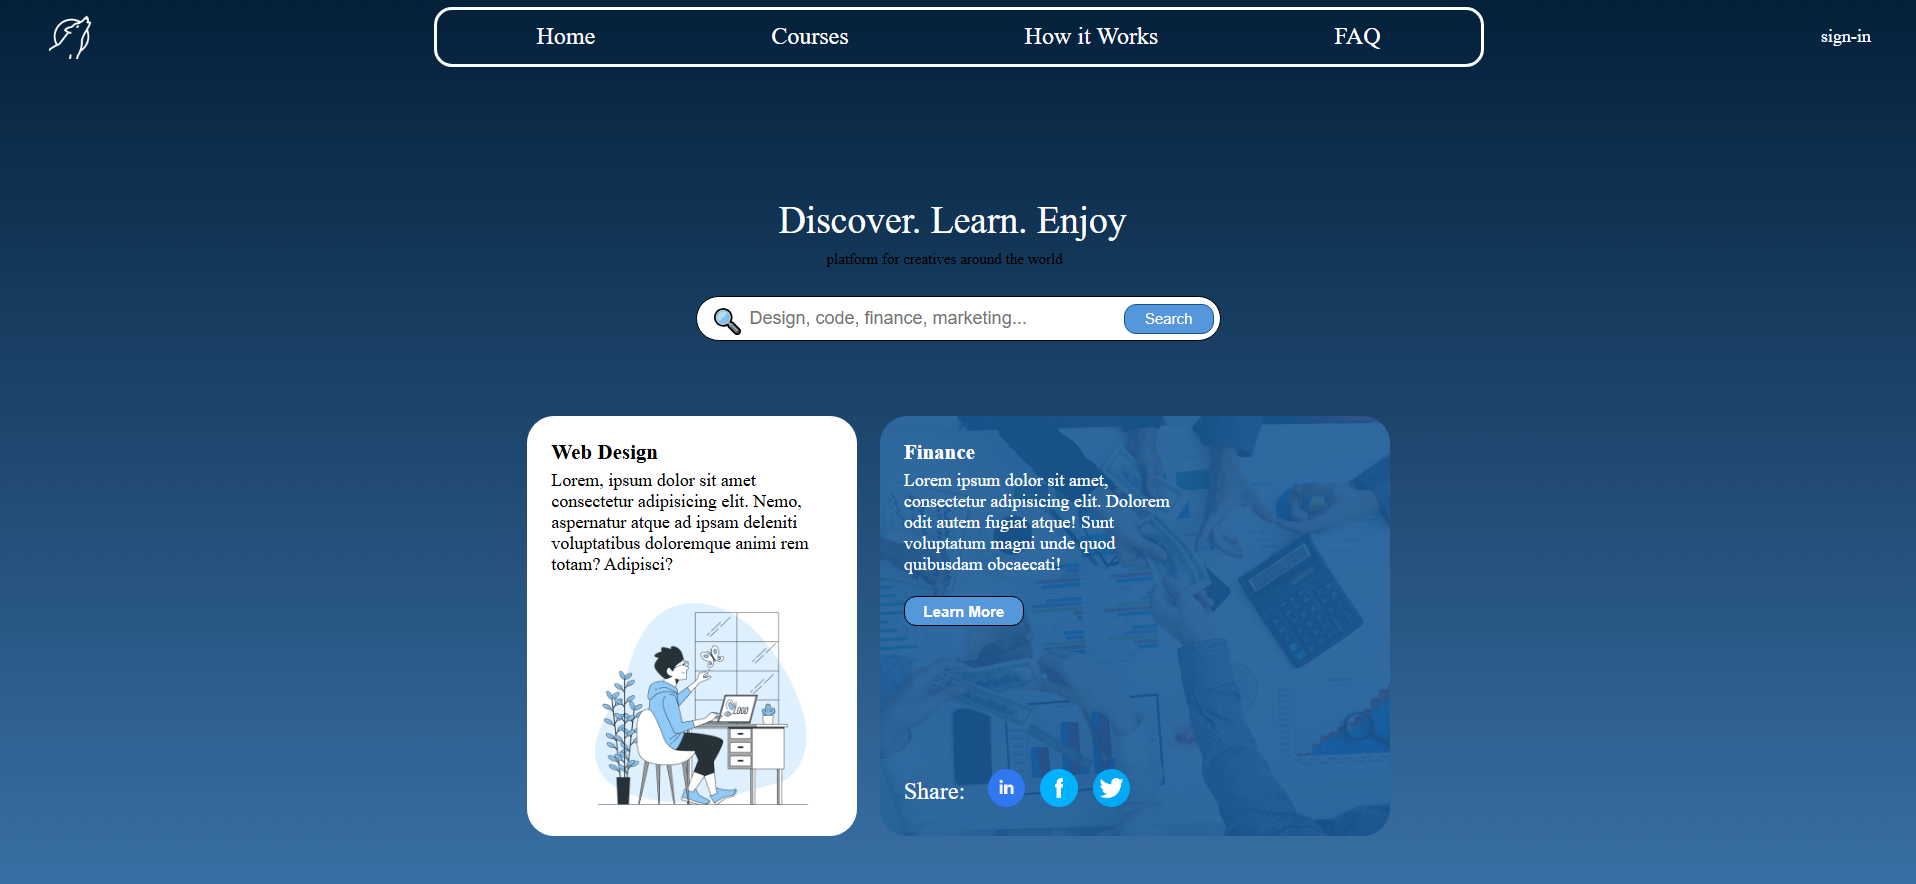 Home
Courses
How it Works
FAQ
sign-in
Discover. Learn. Enjoy
platform for creatives around the world
Design, code, finance, marketing...
Search
Web Design
Lorem, ipsum dolor sit amet
consectetur adipisicing elit. Nemo,
aspernatur atque ad ipsam deleniti
voluptatibus doloremque animi rem
totam? Adipisci?
LOGO
Finance
Lorem ipsum dolor sit amet,
consectetur adipisicing elit. Dolorem
odit autem fugiat atque! Sunt
voluptatum magni unde quod
quibusdam obcaecati!
Learn More
Share:
in
f